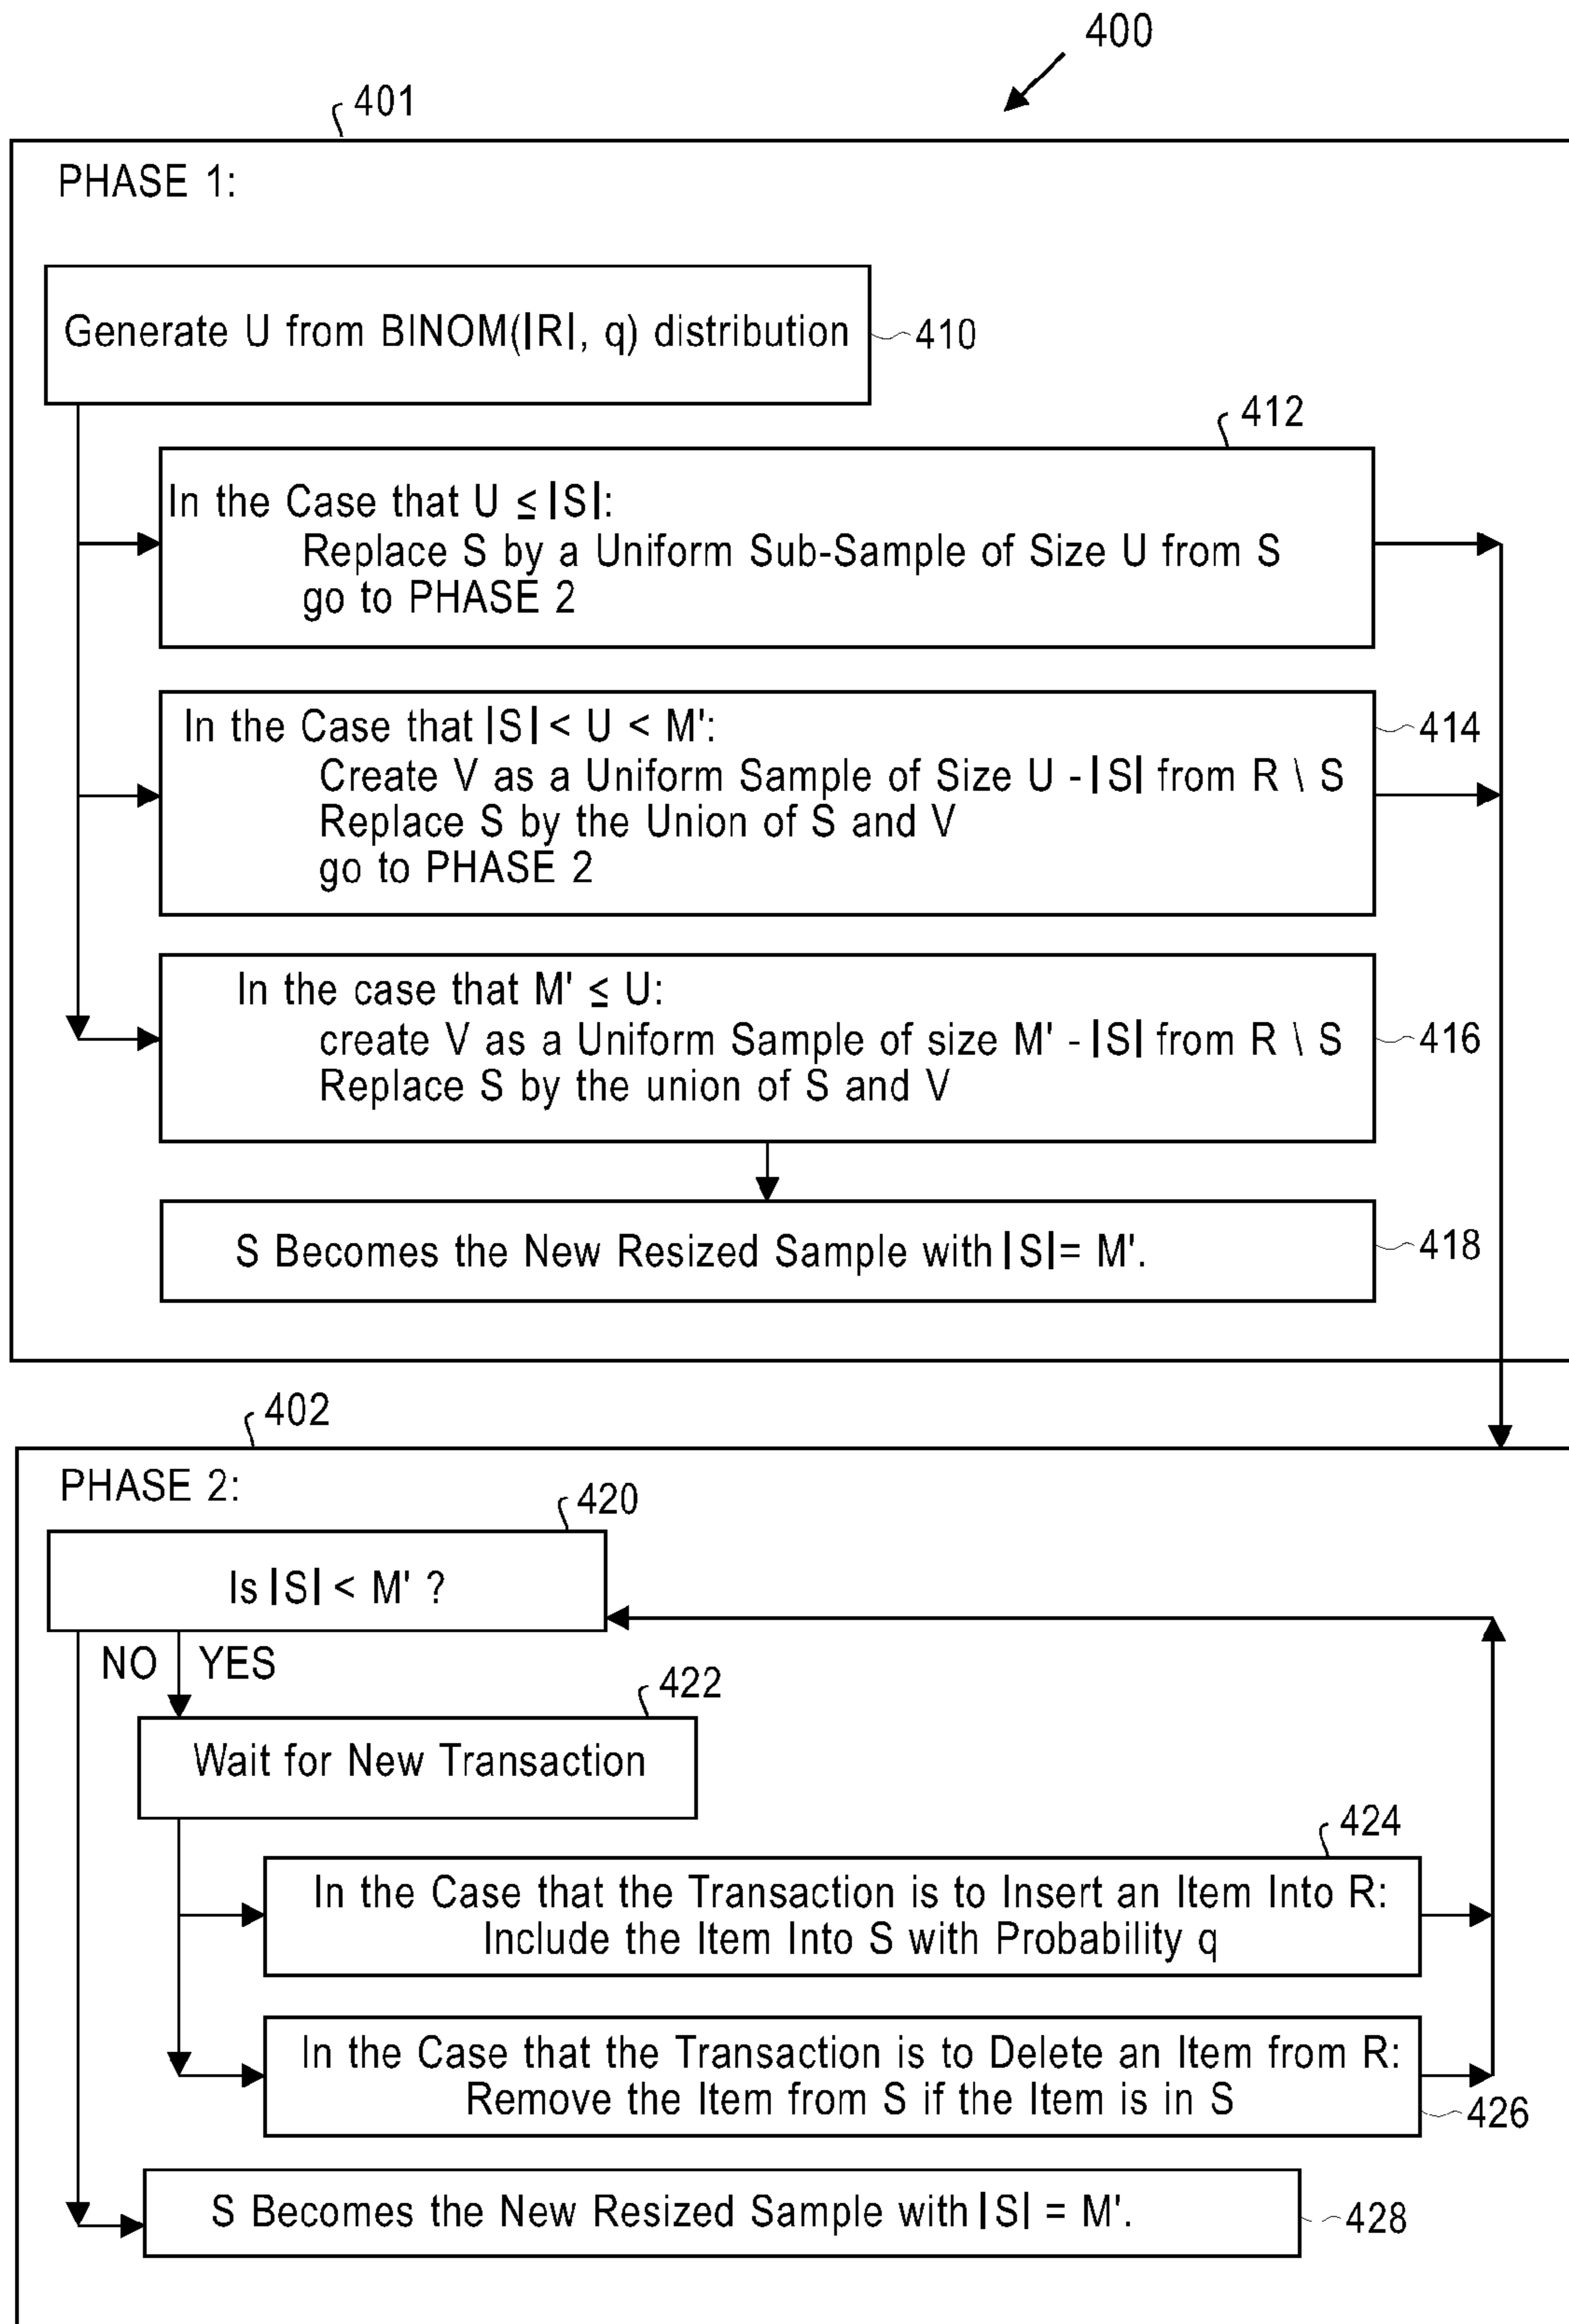 400
401
PHASE 1:
Generate U from BINOM(|R|, q) distribution
410
412
In the Case that U ≤ |S|:
Replace S by a Uniform Sub-Sample of Size U from S
go to PHASE 2
In the Case that |S| < U < M':
Create V as a Uniform Sample of Size U - |S| from R \ S
Replace S by the Union of S and V
go to PHASE 2
414
In the case that M' ≤ U:
create V as a Uniform Sample of size M' - |S| from R \ S
Replace S by the union of S and V
416
S Becomes the New Resized Sample with |S| = M'.
418
402
PHASE 2:
420
Is |S| < M' ?
NO YES
422
Wait for New Transaction
424
In the Case that the Transaction is to Insert an Item Into R:
Include the Item Into S with Probability q
In the Case that the Transaction is to Delete an Item from R:
Remove the Item from S if the Item is in S
426
S Becomes the New Resized Sample with |S| = M'.
428